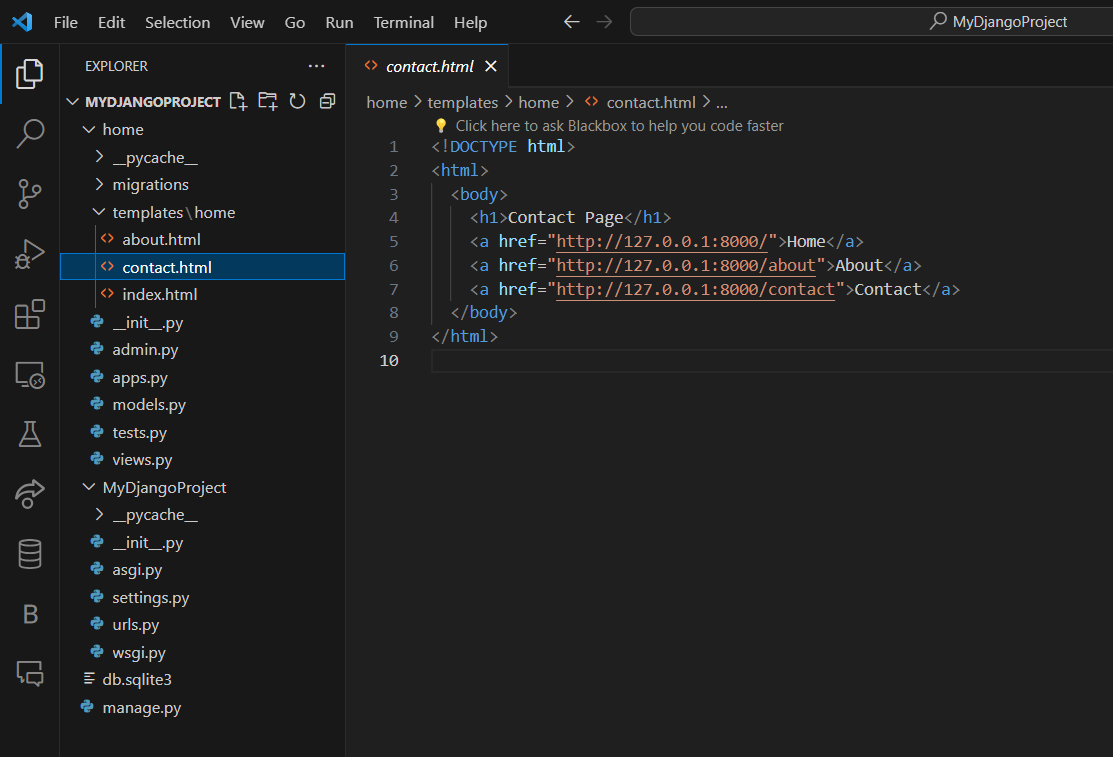 File Edit Selection View Go Run Terminal Help
MyDjangoProject
EXPLORER
MYDJANGOPROJECT
home
__pycache__
migrations
templates\home
about.html
contact.html
index.html
__init__.py
admin.py
apps.py
models.py
tests.py
views.py
MyDjangoProject
__pycache__
__init__.py
asgi.py
settings.py
urls.py
wsgi.py
db.sqlite3
manage.py
contact.html
home > templates > home > contact.html > ...
Click here to ask Blackbox to help you code faster
1 <!DOCTYPE html>
2 <html>
3 <body>
4 <h1>Contact Page</h1>
5 <a href="http://127.0.0.1:8000/">Home</a>
6 <a href="http://127.0.0.1:8000/about">About</a>
7 <a href="http://127.0.0.1:8000/contact">Contact</a>
8 </body>
9 </html>
10